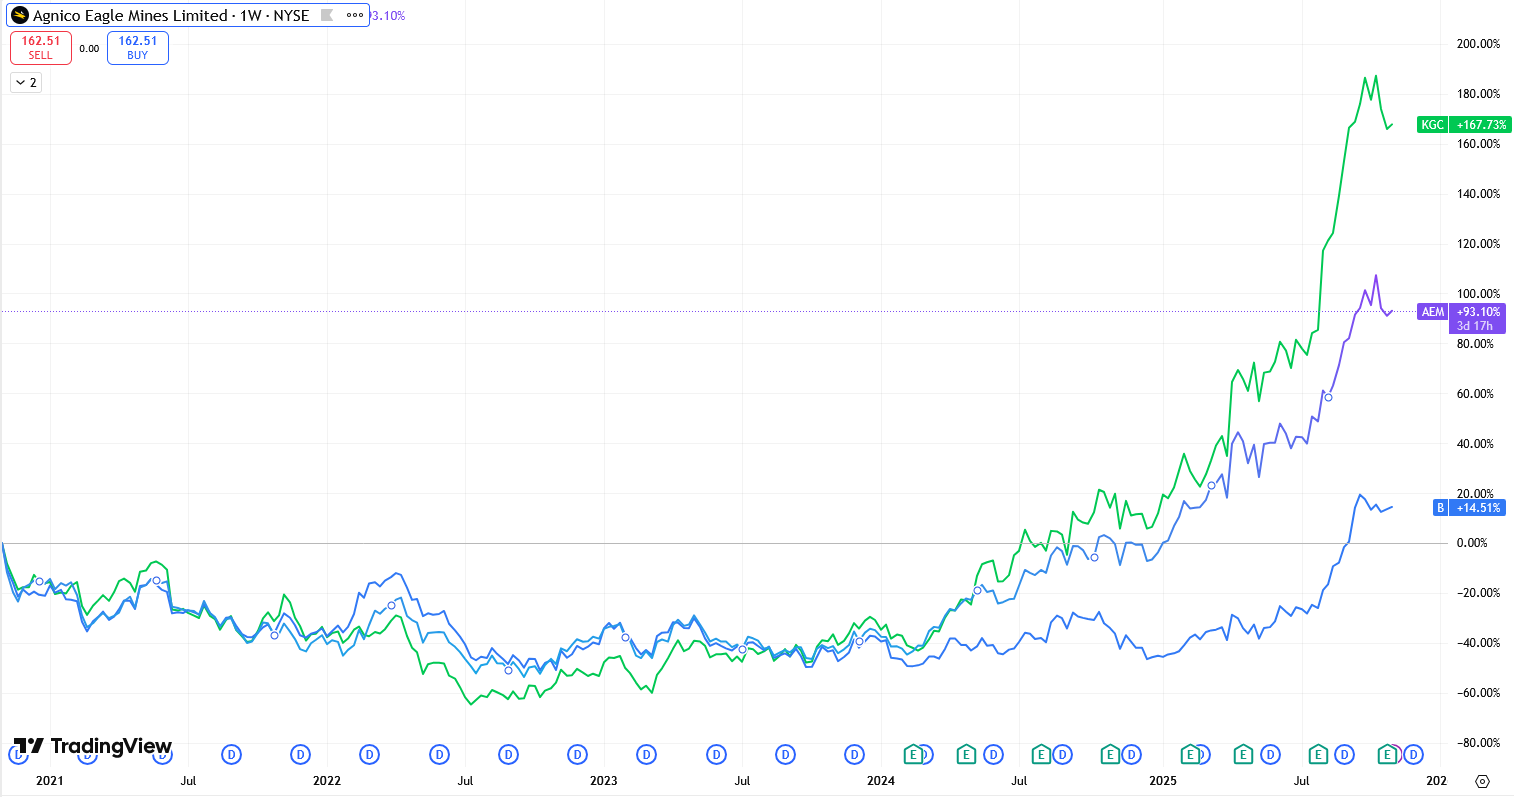 Agnico Eagle Mines Limited · 1W · NYSE 93.10%
162.51 SELL 0.00 162.51 BUY
2
200.00%
180.00%
KGC +167.73%
160.00%
140.00%
120.00%
100.00%
AEM +93.10%
3d 17h
80.00%
60.00%
40.00%
20.00%
B +14.51%
0.00%
−20.00%
−40.00%
−60.00%
−80.00%
TradingView
D D D D D D D D D D D D D E D E D E D E D E D E D E D E D
2021 Jul 2022 Jul 2023 Jul 2024 Jul 2025 Jul 202